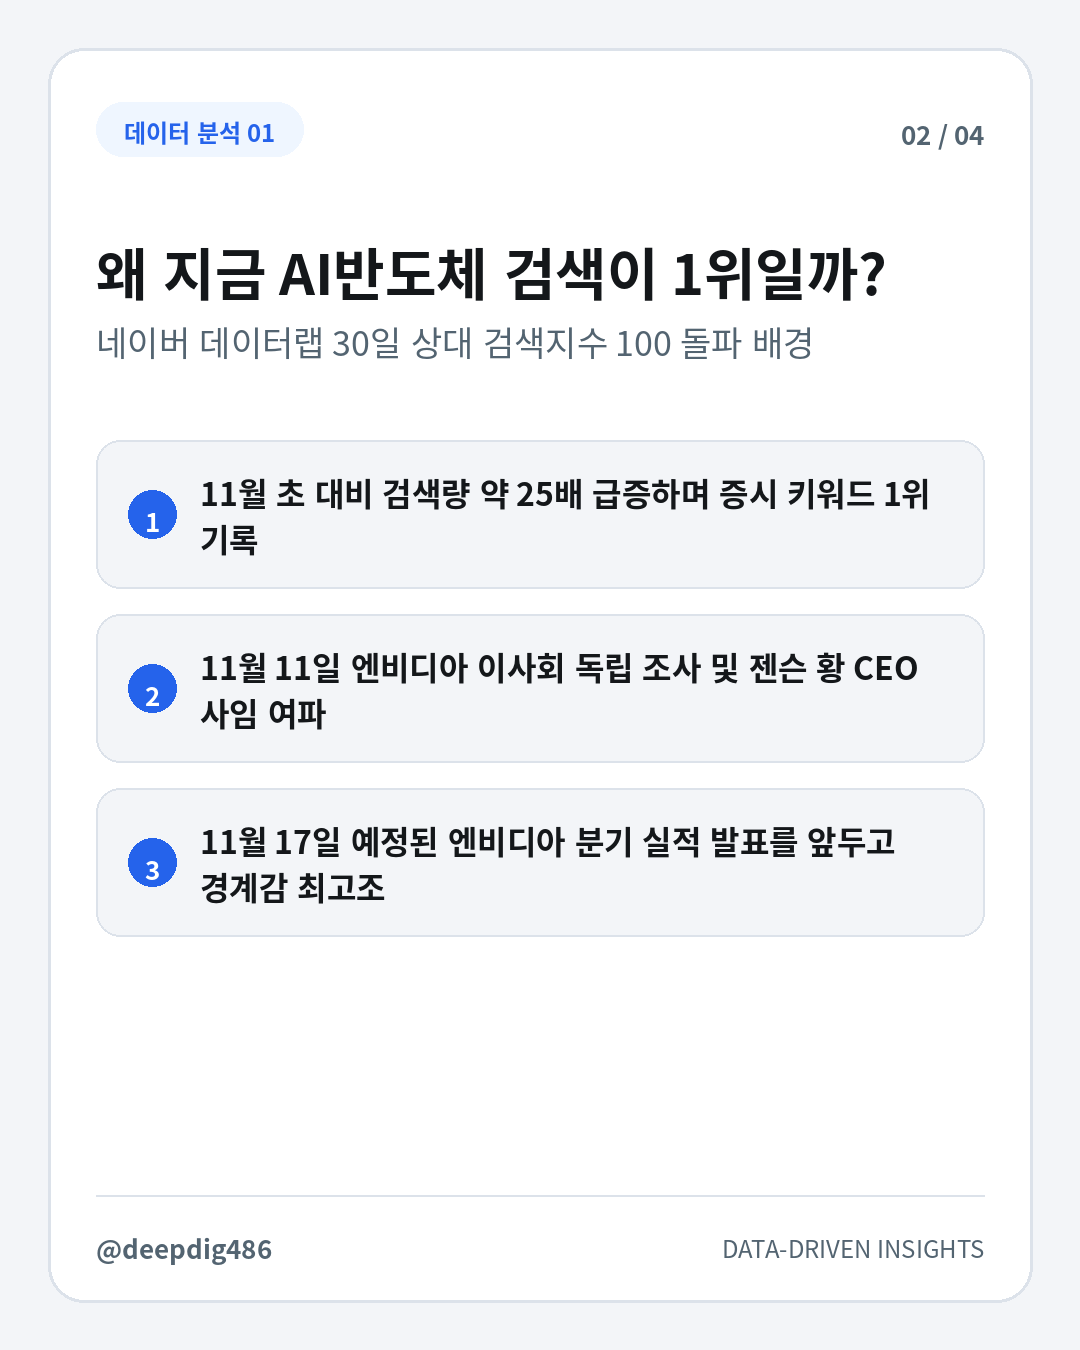 데이터 분석 01
02 / 04
왜 지금 AI반도체 검색이 1위일까?
네이버 데이터랩 30일 상대 검색지수 100 돌파 배경
1
11월 초 대비 검색량 약 25배 급증하며 증시 키워드 1위
기록
2
11월 11일 엔비디아 이사회 독립 조사 및 젠슨 황 CEO
사임 여파
3
11월 17일 예정된 엔비디아 분기 실적 발표를 앞두고
경계감 최고조
@deepdig486
DATA-DRIVEN INSIGHTS